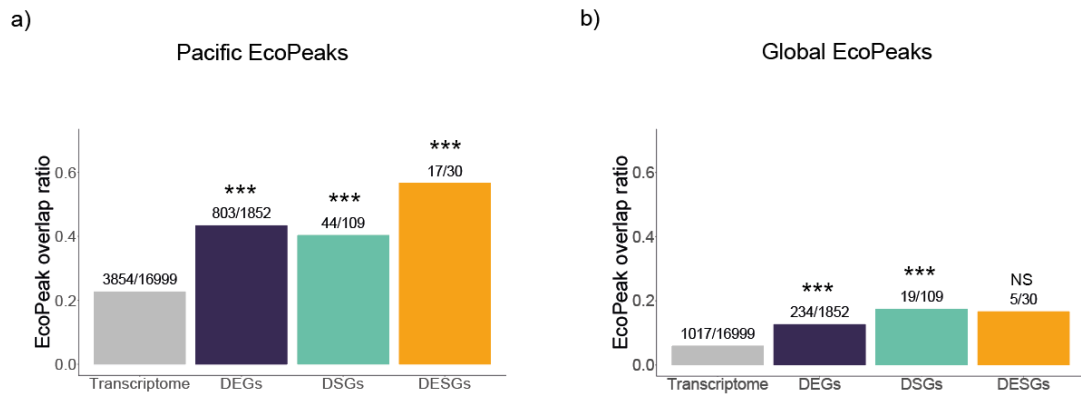 a)
Pacific EcoPeaks
EcoPeak overlap ratio
0.6
0.4
0.2
0.0
3854/16999
***
803/1852
***
44/109
***
17/30
Transcriptome
DEGs
DSGs
DESGs
b)
Global EcoPeaks
EcoPeak overlap ratio
0.6
0.4
0.2
0.0
1017/16999
***
234/1852
***
19/109
NS
5/30
Transcriptome
DEGs
DSGs
DESGs